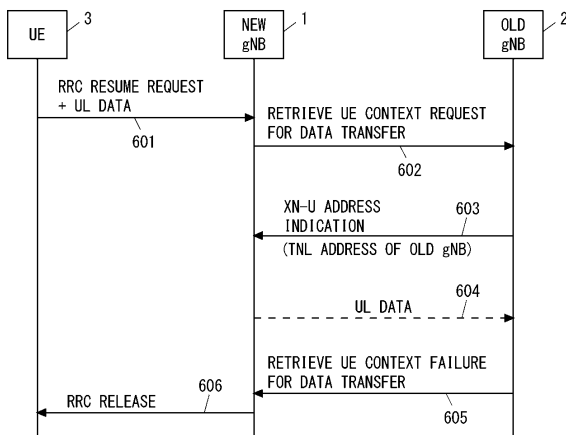 3
UE
1
NEW
gNB
2
OLD
gNB
RRC RESUME REQUEST
+ UL DATA
601
RETRIEVE UE CONTEXT REQUEST
FOR DATA TRANSFER
602
XN-U ADDRESS
INDICATION
603
(TNL ADDRESS OF OLD gNB)
UL DATA
604
RETRIEVE UE CONTEXT FAILURE
FOR DATA TRANSFER
605
RRC RELEASE
606